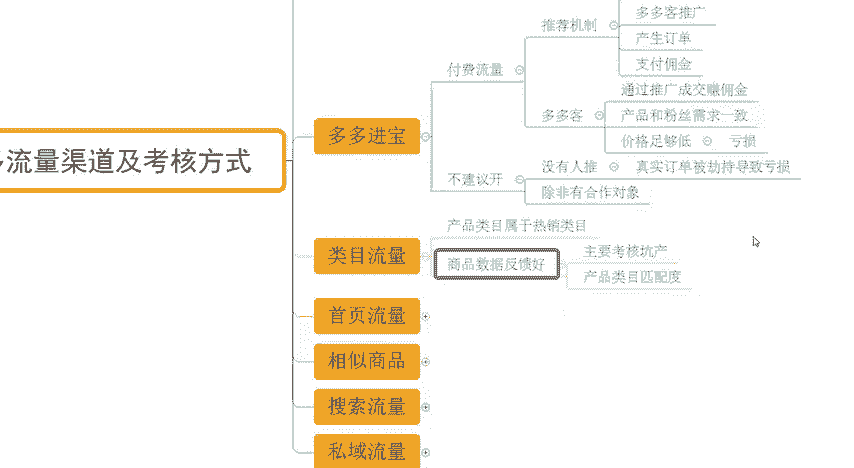 多多客推广
推荐机制
产生订单
支付佣金
付费流量
通过推广成交赚佣金
多多客
产品和粉丝需求一致
价格足够低
亏损
多多进宝
没有人推
真实订单被劫持导致亏损
不建议开
除非有合作对象
流量渠道及考核方式
产品类目属于热销类目
类目流量
商品数据反馈好
主要考核坑产
产品类目匹配度
首页流量
相似商品
搜索流量
私域流量